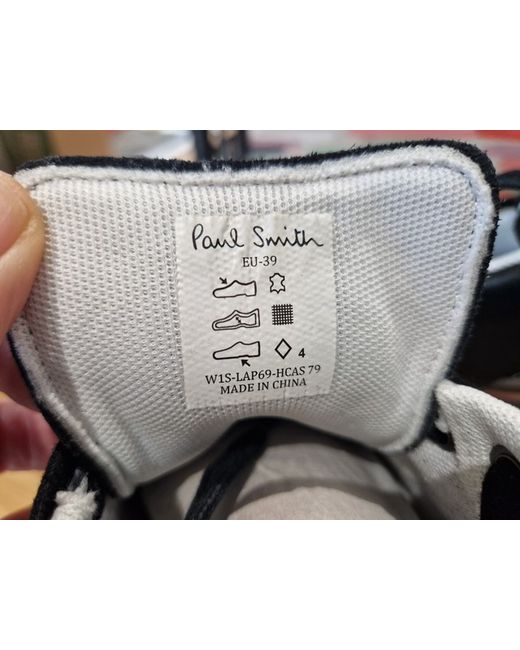 Paul Smith
EU-39
4
W1S-LAP69-HCAS 79
MADE IN CHINA